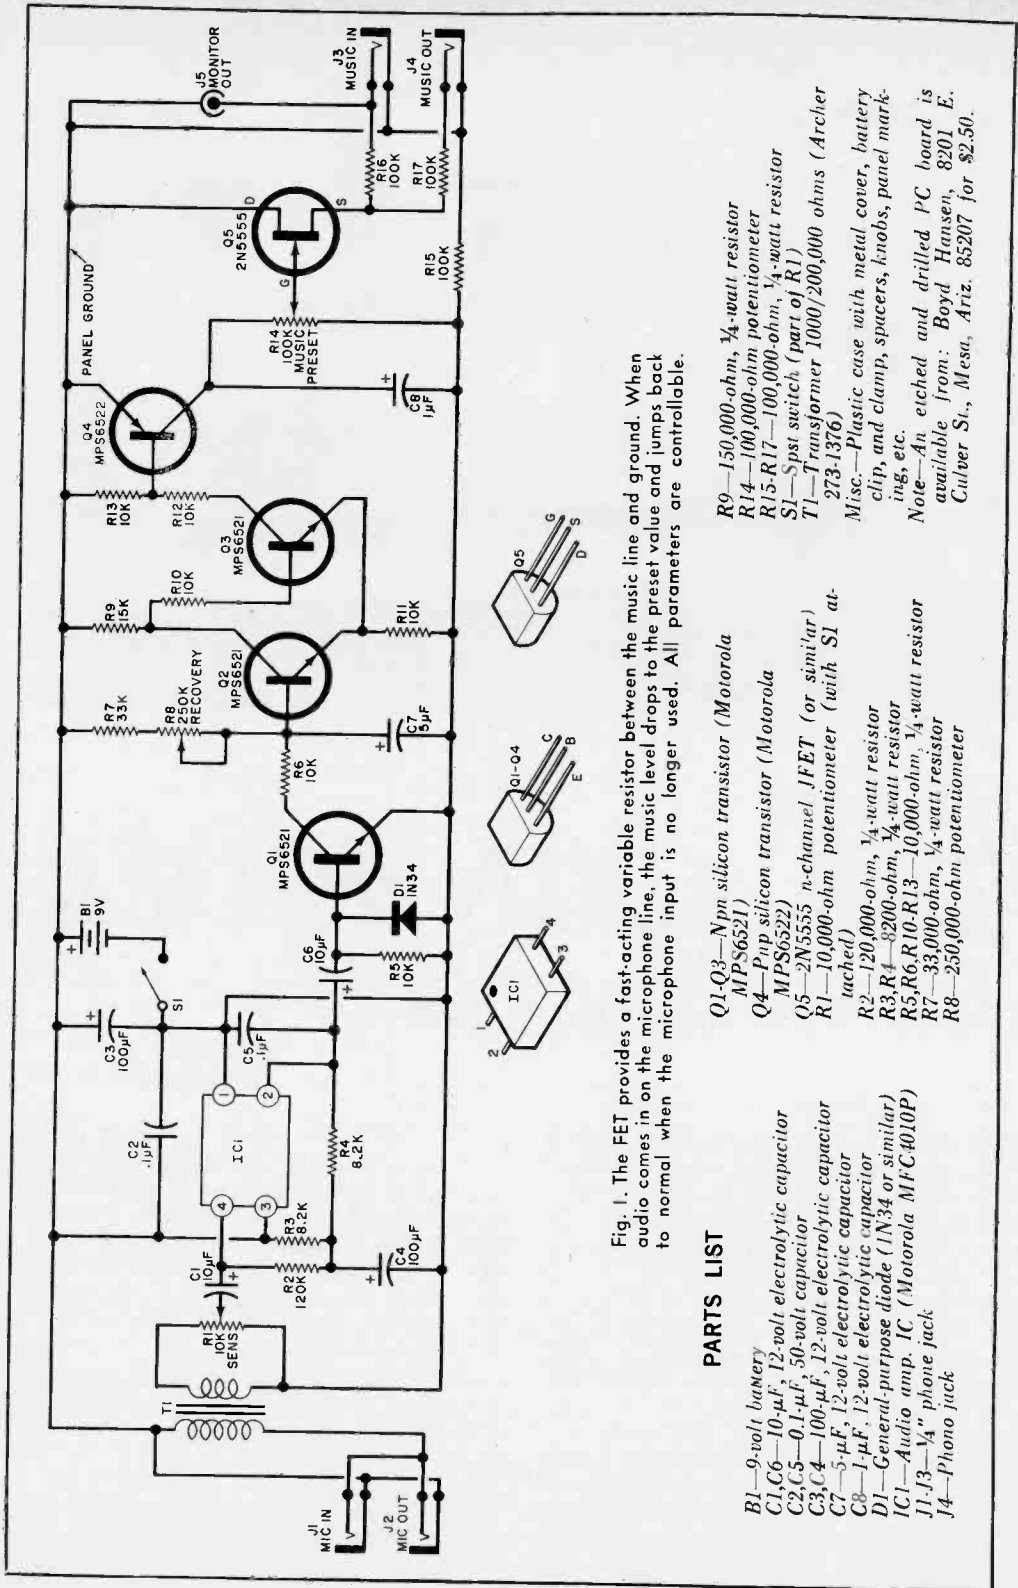 J1
MIC IN
J2
MIC OUT
T1
R1
10K
SENS
C1
10µF
R2
120K
R3
8.2K
C4
100µF
R4
8.2K
C2
.1µF
IC1
4
3
1
2
C3
100µF
C5
.1µF
S1
B1
9V
C6
10µF
R5
10K
D1
1N34
Q1
MPS6521
R6
10K
R7
33K
R8
250K
RECOVERY
C7
5µF
Q2
MPS6521
R9
15K
R10
10K
R11
10K
Q3
MPS6521
R13
10K
R12
10K
Q4
MPS6522
PANEL GROUND
C8
1µF
R14
100K
MUSIC
PRESET
Q5
2N5555
G
D
S
R15
100K
R16
100K
R17
100K
J5
MONITOR
OUT
J3
MUSIC IN
J4
MUSIC OUT
IC1
1
2
3
4
Q1-Q4
C
B
E
Q5
G
S
D
Fig. 1. The FET provides a fast-acting variable resistor between the music line and ground. When
audio comes in on the microphone line, the music level drops to the preset value and jumps back
to normal when the microphone input is no longer used. All parameters are controllable.
PARTS LIST
B1—9-volt battery
C1,C6—10-µF, 12-volt electrolytic capacitor
C2,C5—0.1-µF, 50-volt capacitor
C3,C4—100-µF, 12-volt electrolytic capacitor
C7—5-µF, 12-volt electrolytic capacitor
C8—1-µF, 12-volt electrolytic capacitor
D1—General-purpose diode (1N34 or similar)
IC1—Audio amp. IC (Motorola MFC4010P)
J1-J3—¼" phone jack
J4—Phono jack
Q1-Q3—Npn silicon transistor (Motorola
MPS6521)
Q4—Pnp silicon transistor (Motorola
MPS6522)
Q5—2N5555 n-channel JFET (or similar)
R1—10,000-ohm potentiometer (with S1 at-
tached)
R2—120,000-ohm, ¼-watt resistor
R3,R4—8200-ohm, ¼-watt resistor
R5,R6,R10-R13—10,000-ohm, ¼-watt resistor
R7—33,000-ohm, ¼-watt resistor
R8—250,000-ohm potentiometer
R9—150,000-ohm, ¼-watt resistor
R14—100,000-ohm potentiometer
R15-R17—100,000-ohm, ¼-watt resistor
S1—Spst switch (part of R1)
T1—Transformer 1000/200,000 ohms (Archer
273-1376)
Misc.—Plastic case with metal cover, battery
clip, and clamp, spacers, knobs, panel mark-
ing, etc.
Note—An etched and drilled PC board is
available from: Boyd Hansen, 8201 E.
Culver St., Mesa, Ariz. 85207 for $2.50.